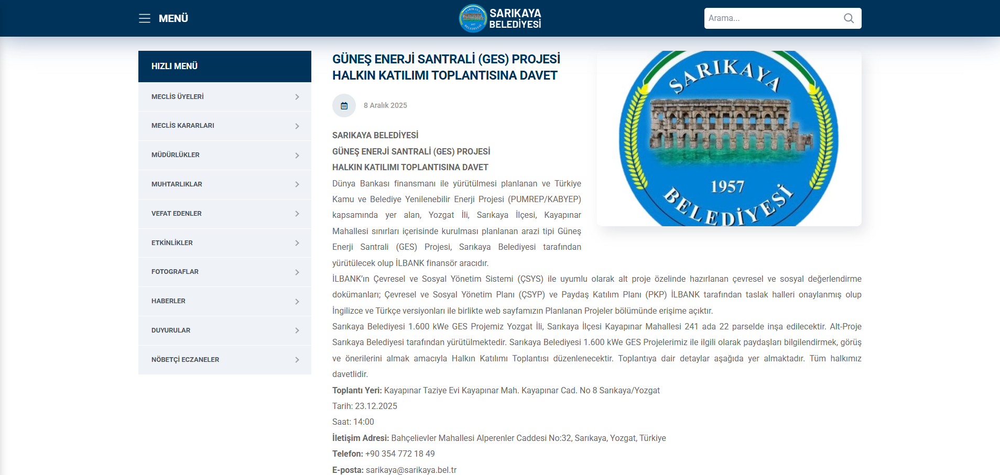 MENÜ
SARIKAYA
BELEDİYESİ
1957
SARIKAYA
BELEDİYESİ
Arama...
HIZLI MENÜ
MECLİS ÜYELERİ
MECLİS KARARLARI
MÜDÜRLÜKLER
MUHTARLIKLAR
VEFAT EDENLER
ETKİNLİKLER
FOTOGRAFLAR
HABERLER
DUYURULAR
NÖBETÇİ ECZANELER
GÜNEŞ ENERJİ SANTRALİ (GES) PROJESİ
HALKIN KATILIMI TOPLANTISINA DAVET
8 Aralık 2025
SARIKAYA
1957
BELEDİYESİ
SARIKAYA BELEDİYESİ
GÜNEŞ ENERJİ SANTRALİ (GES) PROJESİ
HALKIN KATILIMI TOPLANTISINA DAVET
Dünya Bankası finansmanı ile yürütülmesi planlanan ve Türkiye
Kamu ve Belediye Yenilenebilir Enerji Projesi (PUMREP/KABYEP)
kapsamında yer alan, Yozgat İli, Sarıkaya İlçesi, Kayapınar
Mahallesi sınırları içerisinde kurulması planlanan arazi tipi Güneş
Enerji Santrali (GES) Projesi, Sarıkaya Belediyesi tarafından
yürütülecek olup İLBANK finansör aracıdır.
İLBANK’ın Çevresel ve Sosyal Yönetim Sistemi (ÇSYS) ile uyumlu olarak alt proje özelinde hazırlanan çevresel ve sosyal değerlendirme
dokümanları; Çevresel ve Sosyal Yönetim Planı (ÇSYP) ve Paydaş Katılım Planı (PKP) İLBANK tarafından taslak halleri onaylanmış olup
İngilizce ve Türkçe versiyonları ile birlikte web sayfamızın Planlanan Projeler bölümünde erişime açıktır.
Sarıkaya Belediyesi 1.600 kWe GES Projemiz Yozgat İli, Sarıkaya İlçesi Kayapınar Mahallesi 241 ada 22 parselde inşa edilecektir. Alt-Proje
Sarıkaya Belediyesi tarafından yürütülmektedir. Sarıkaya Belediyesi 1.600 kWe GES Projelerimiz ile ilgili olarak paydaşları bilgilendirmek, görüş
ve önerilerini almak amacıyla Halkın Katılımı Toplantısı düzenlenecektir. Toplantıya dair detaylar aşağıda yer almaktadır. Tüm halkımız
davetlidir.
Toplantı Yeri: Kayapınar Taziye Evi Kayapınar Mah. Kayapınar Cad. No 8 Sarıkaya/Yozgat
Tarih: 23.12.2025
Saat: 14:00
İletişim Adresi: Bahçelievler Mahallesi Alperenler Caddesi No:32, Sarıkaya, Yozgat, Türkiye
Telefon: +90 354 772 18 49
E-posta: sarikaya@sarikaya.bel.tr